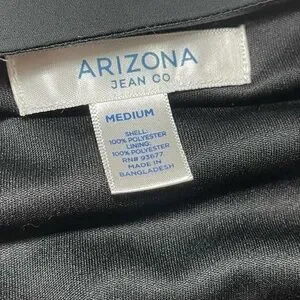 ARIZONA
JEAN CO
MEDIUM
SHELL:
100% POLYESTER
LINING:
100% POLYESTER
RN# 93677
MADE IN
BANGLADESH